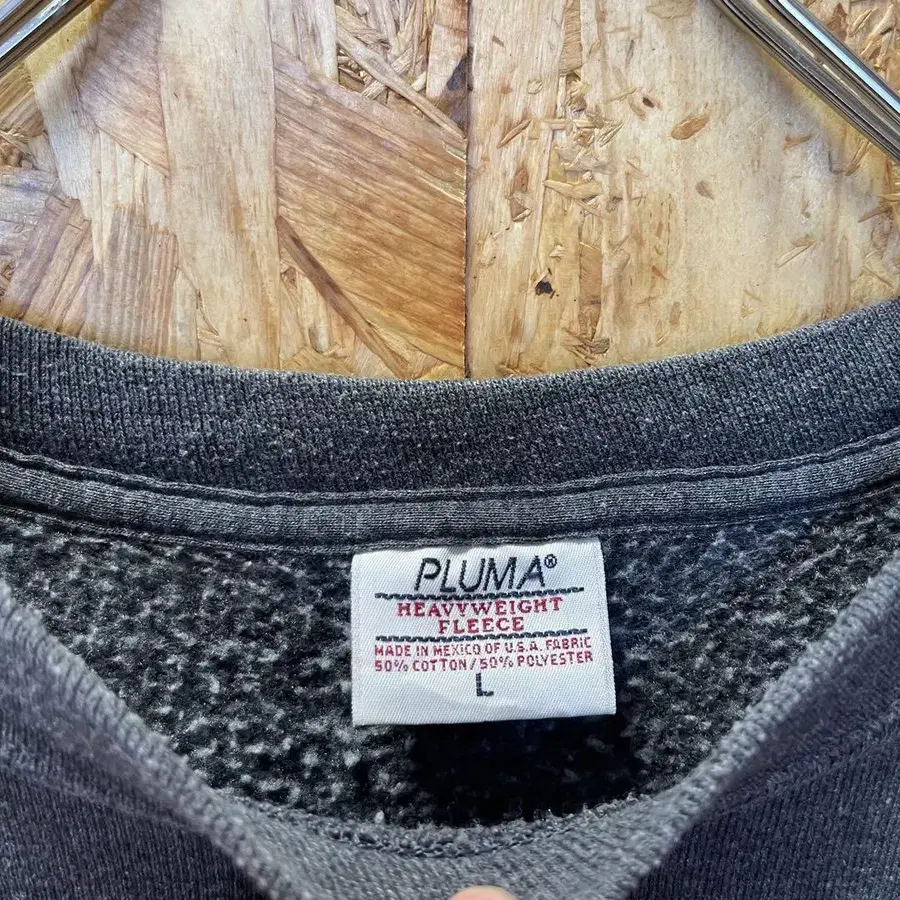 PLUMA®
HEAVYWEIGHT
FLEECE
MADE IN MEXICO OF U.S.A. FABRIC
50% COTTON / 50% POLYESTER
L